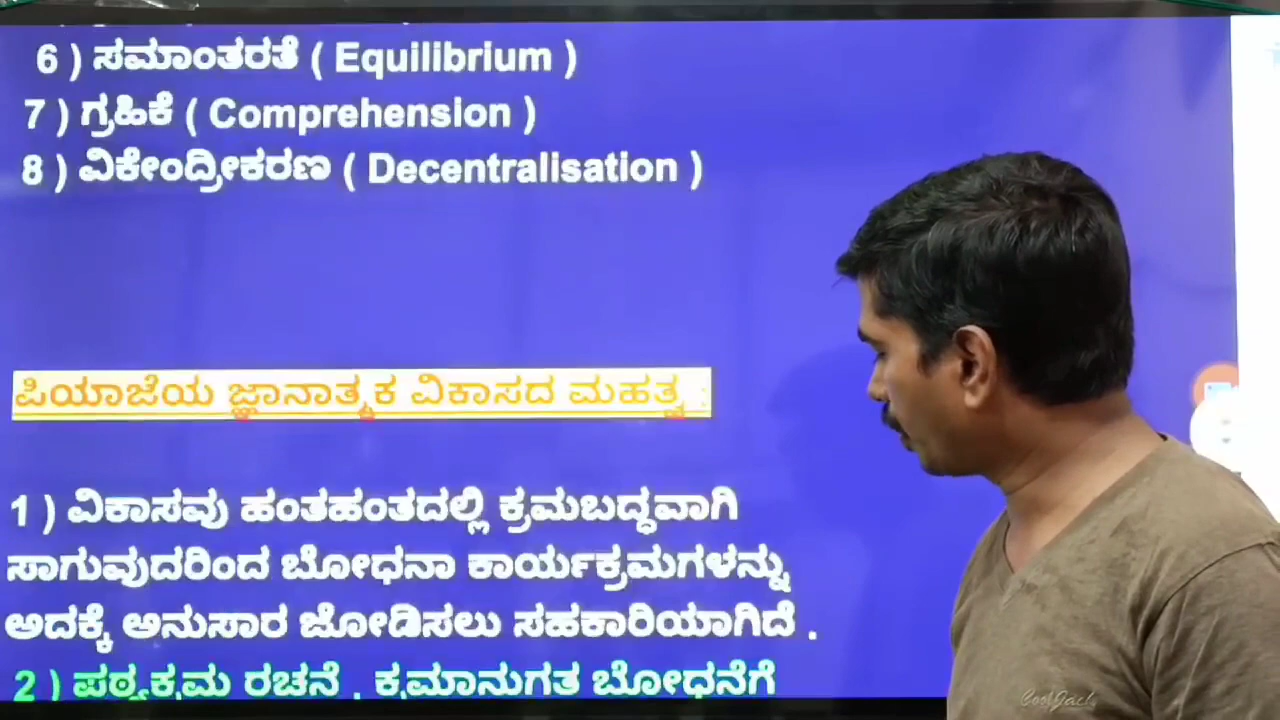 6 ) ಸಮಾಂತರತೆ ( Equilibrium )
7 ) ಗ್ರಹಿಕೆ ( Comprehension )
8 ) ವಿಕೇಂದ್ರೀಕರಣ ( Decentralisation )
ಪಿಯಾಜೆಯ ಜ್ಞಾನಾತ್ಮಕ ವಿಕಾಸದ ಮಹತ್ವ :
1 ) ವಿಕಾಸವು ಹಂತಹಂತದಲ್ಲಿ ಕ್ರಮಬದ್ಧವಾಗಿ
ಸಾಗುವುದರಿಂದ ಬೋಧನಾ ಕಾರ್ಯಕ್ರಮಗಳನ್ನು
ಅದಕ್ಕೆ ಅನುಸಾರ ಜೋಡಿಸಲು ಸಹಕಾರಿಯಾಗಿದೆ .
2 ) ಪಠ್ಯಕ್ರಮ ರಚನೆ , ಕ್ರಮಾನುಗತ ಬೋಧನೆಗೆ
CoolJack